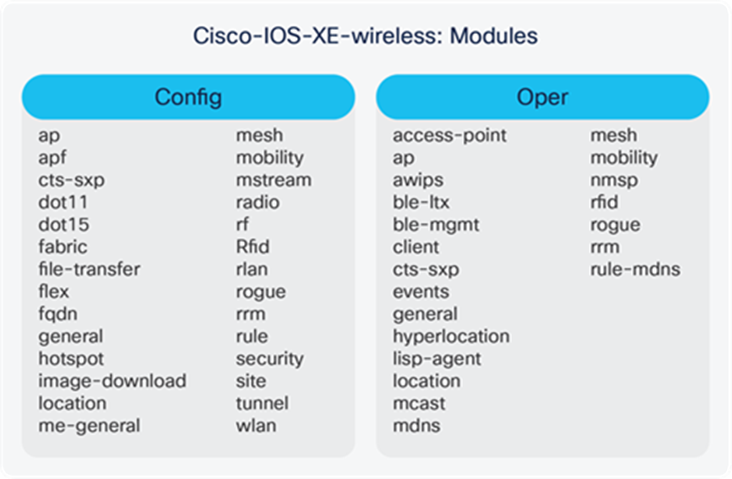 Cisco-IOS-XE-wireless: Modules
Config
ap
apf
cts-sxp
dot11
dot15
fabric
file-transfer
flex
fqdn
general
hotspot
image-download
location
me-general
mesh
mobility
mstream
radio
rf
Rfid
rlan
rogue
rrm
rule
security
site
tunnel
wlan
Oper
access-point
ap
awips
ble-ltx
ble-mgmt
client
cts-sxp
events
general
hyperlocation
lisp-agent
location
mcast
mdns
mesh
mobility
nmsp
rfid
rogue
rrm
rule-mdns